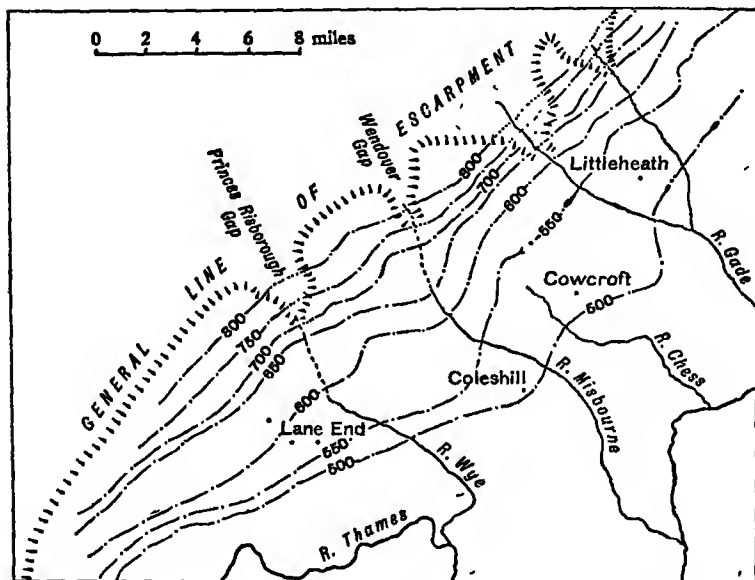 0 2 4 6 8 miles
GENERAL LINE OF ESCARPMENT
Princes Risborough
Gap
Wendover
Gap
800
700
600
550
Littleheath
R. Gade
Cowcroft
500
R. Chess
800
750
700
650
600
Coleshill
R. Misbourne
Lane End
550
500
R. Wye
R. Thames